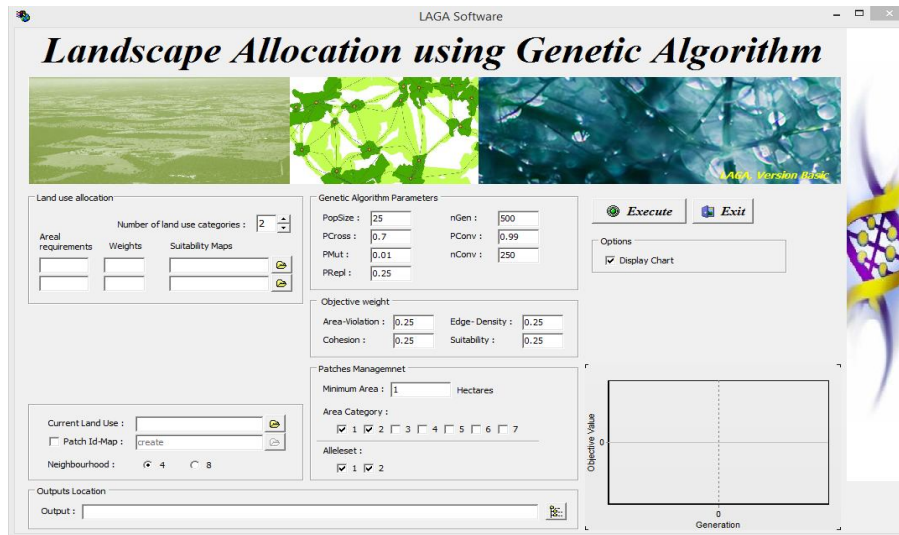 LAGA Software
Landscape Allocation using Genetic Algorithm
LAGA, Version Basic
Land use allocation
Number of land use categories : 2
Areal requirements Weights Suitability Maps
Genetic Algorithm Parameters
PopSize : 25 nGen : 500
PCross : 0.7 PConv : 0.99
PMut : 0.01 nConv : 250
PRepl : 0.25
Objective weight
Area-Violation : 0.25 Edge-Density : 0.25
Cohesion : 0.25 Suitability : 0.25
Patches Managemnet
Minimum Area : 1 Hectares
Area Category :
1 2 3 4 5 6 7
Alleleset :
1 2
Execute Exit
Options
Display Chart
Current Land Use :
Patch Id-Map : create
Neighbourhood : 4 8
Outputs Location
Output :
Objective Value
0
0
Generation